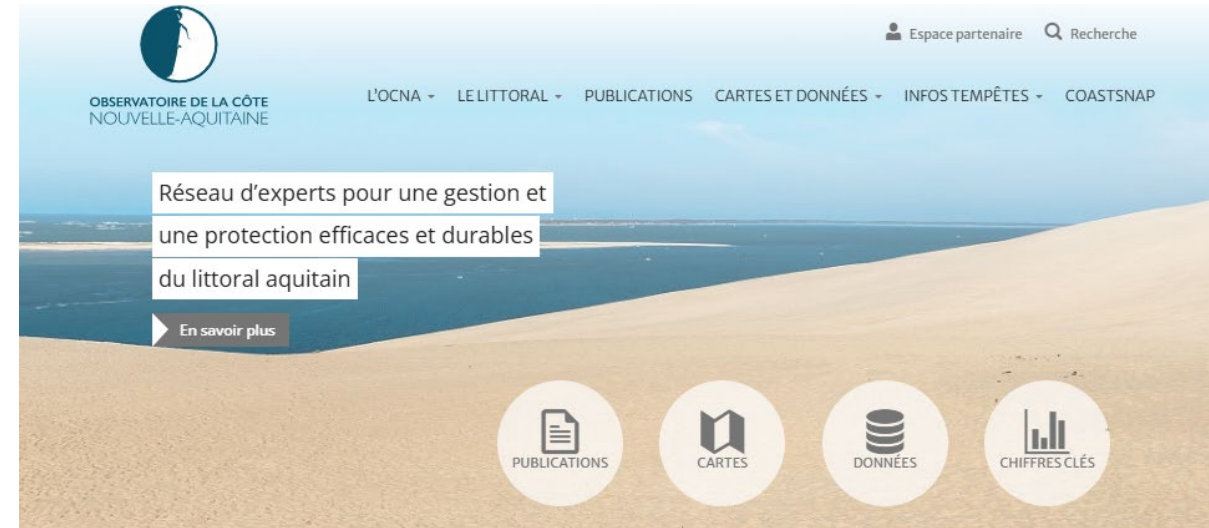 Espace partenaire Recherche
OBSERVATOIRE DE LA CÔTE
NOUVELLE-AQUITAINE
L'OCNA LE LITTORAL PUBLICATIONS CARTES ET DONNÉES INFOS TEMPÊTES COASTSNAP
Réseau d'experts pour une gestion et
une protection efficaces et durables
du littoral aquitain
En savoir plus
PUBLICATIONS CARTES DONNÉES CHIFFRES CLÉS